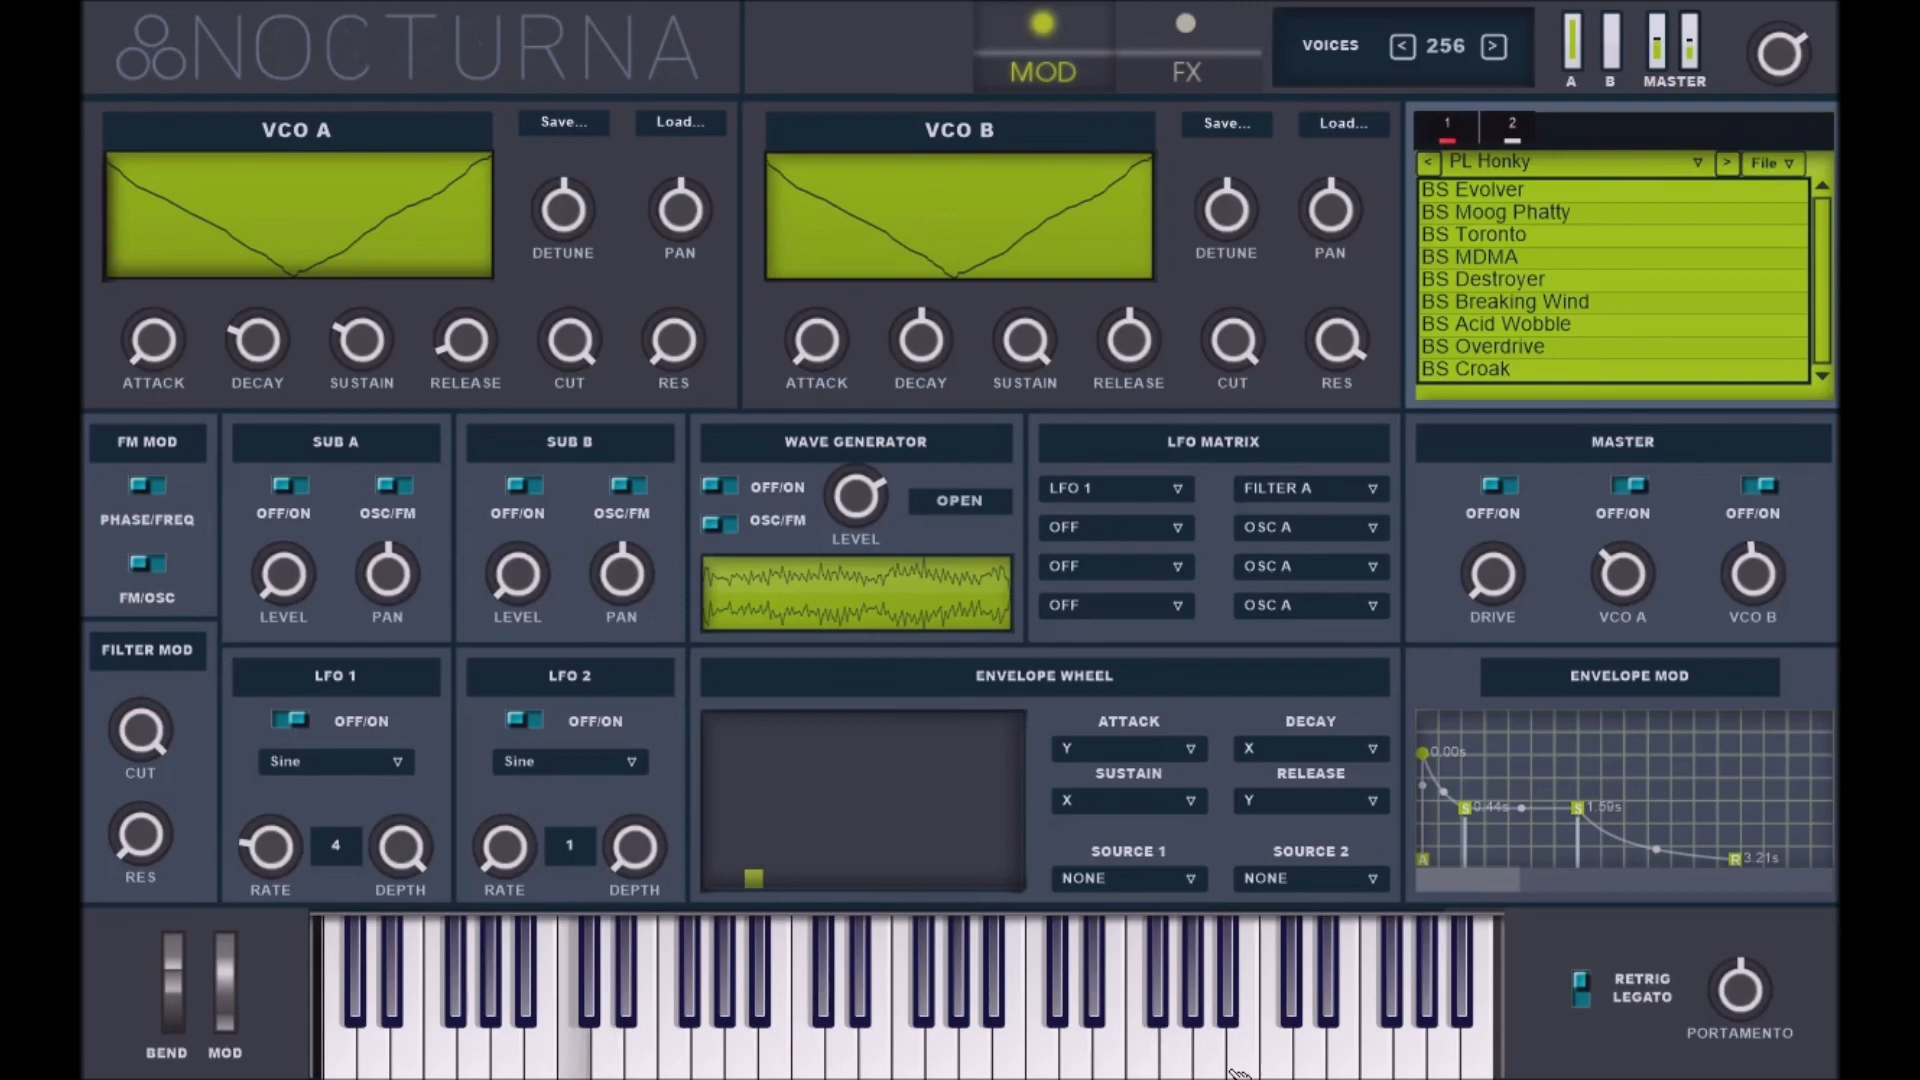 NOCTURNA
MOD
FX
VOICES < 256 >
A B MASTER
VCO A
Save... Load...
DETUNE PAN
ATTACK DECAY SUSTAIN RELEASE CUT RES
VCO B
Save... Load...
DETUNE PAN
ATTACK DECAY SUSTAIN RELEASE CUT RES
1 2
< PL Honky > File
BS Evolver
BS Moog Phatty
BS Toronto
BS MDMA
BS Destroyer
BS Breaking Wind
BS Acid Wobble
BS Overdrive
BS Croak
FM MOD
PHASE/FREQ
FM/OSC
SUB A
OFF/ON OSC/FM
LEVEL PAN
SUB B
OFF/ON OSC/FM
LEVEL PAN
WAVE GENERATOR
OFF/ON
OSC/FM
LEVEL
OPEN
LFO MATRIX
LFO 1 FILTER A
OFF OSC A
OFF OSC A
OFF OSC A
MASTER
OFF/ON OFF/ON OFF/ON
DRIVE VCO A VCO B
FILTER MOD
CUT
RES
LFO 1
OFF/ON
Sine
4
RATE DEPTH
LFO 2
OFF/ON
Sine
1
RATE DEPTH
ENVELOPE WHEEL
ATTACK DECAY
Y X
SUSTAIN RELEASE
X Y
SOURCE 1 SOURCE 2
NONE NONE
ENVELOPE MOD
0.00s
S 0.44s S 1.59s
A R 3.21s
BEND MOD
RETRIG
LEGATO
PORTAMENTO